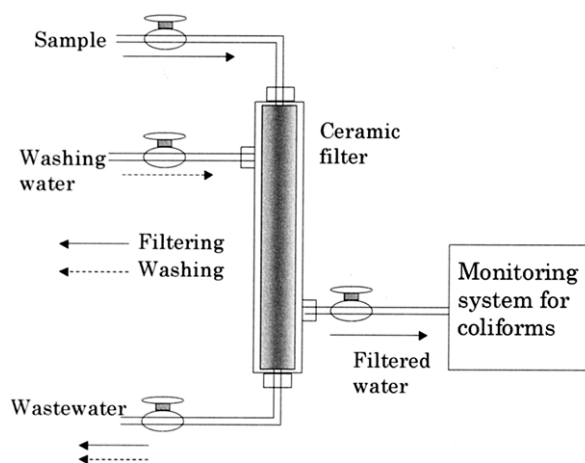 Sample
Ceramic
filter
Washing
water
Filtering
Washing
Monitoring
system for
coliforms
Filtered
water
Wastewater